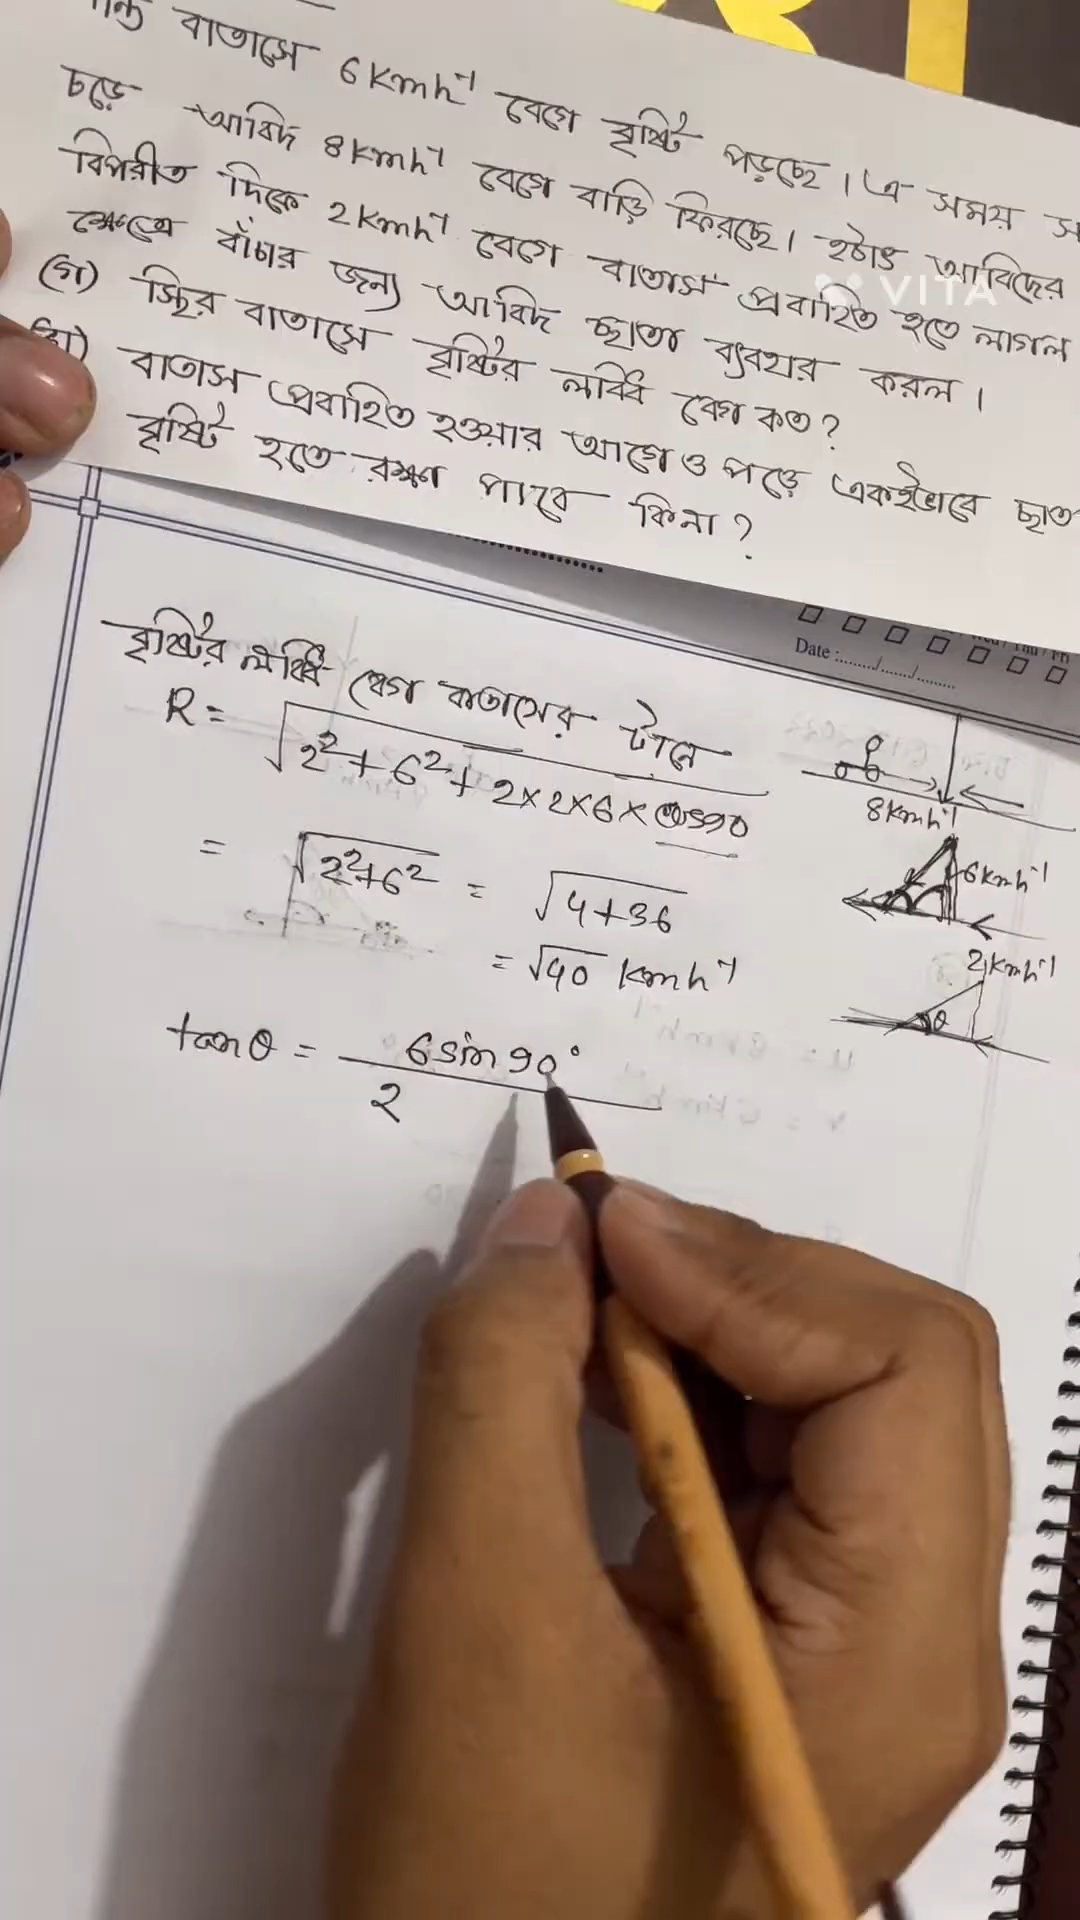 বাতাসে 6 kmh⁻¹ বেগে বৃষ্টি পড়ছে। এ সময়
চড়ে আবিদ 8 kmh⁻¹ বেগে বাড়ি ফিরছে। হঠাৎ আবিদের
বিপরীত দিকে 2 kmh⁻¹ বেগে বাতাস প্রবাহিত হতে লাগল
বাঁচার জন্য আবিদ ছাতা ব্যবহার করল।
(গ) স্থির বাতাসে বৃষ্টির লব্ধি বেগ কত?
বাতাস প্রবাহিত হওয়ার আগে ও পড়ে একইভাবে
বৃষ্টি হতে রক্ষা পাবে কিনা?
VITA
Date :......./......./.......
বৃষ্টির লব্ধি বেগ বাতাসের টানে
R = √2²+6²+2×2×6×cos90
= √2²+6² = √4+36
= √40 kmh⁻¹
tanθ = 6sin90°
2
8kmh⁻¹
6kmh⁻¹
2kmh⁻¹
θ